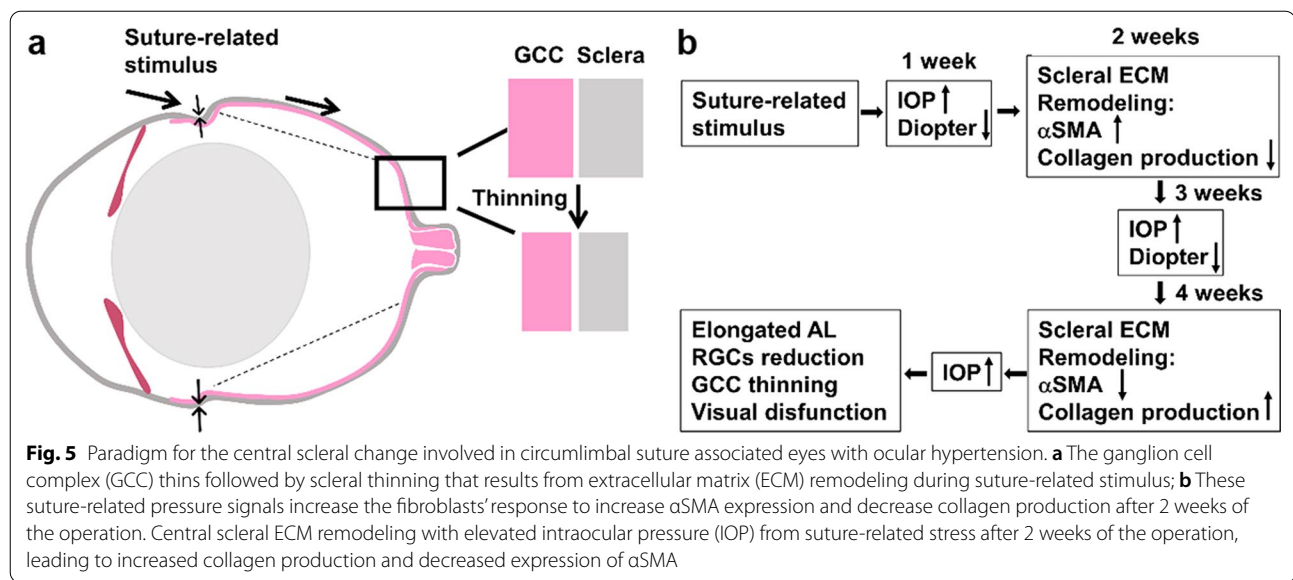 a
Suture-related
stimulus
GCC Sclera
Thinning
b
Suture-related
stimulus
1 week
IOP ↑
Diopter ↓
2 weeks
Scleral ECM
Remodeling:
αSMA ↑
Collagen production ↓
3 weeks
IOP ↑
Diopter ↓
4 weeks
Scleral ECM
Remodeling:
αSMA ↓
Collagen production ↑
IOP ↑
Elongated AL
RGCs reduction
GCC thinning
Visual disfunction
Fig. 5 Paradigm for the central scleral change involved in circumlimbal suture associated eyes with ocular hypertension. a The ganglion cell
complex (GCC) thins followed by scleral thinning that results from extracellular matrix (ECM) remodeling during suture-related stimulus; b These
suture-related pressure signals increase the fibroblasts’ response to increase αSMA expression and decrease collagen production after 2 weeks of
the operation. Central scleral ECM remodeling with elevated intraocular pressure (IOP) from suture-related stress after 2 weeks of the operation,
leading to increased collagen production and decreased expression of αSMA